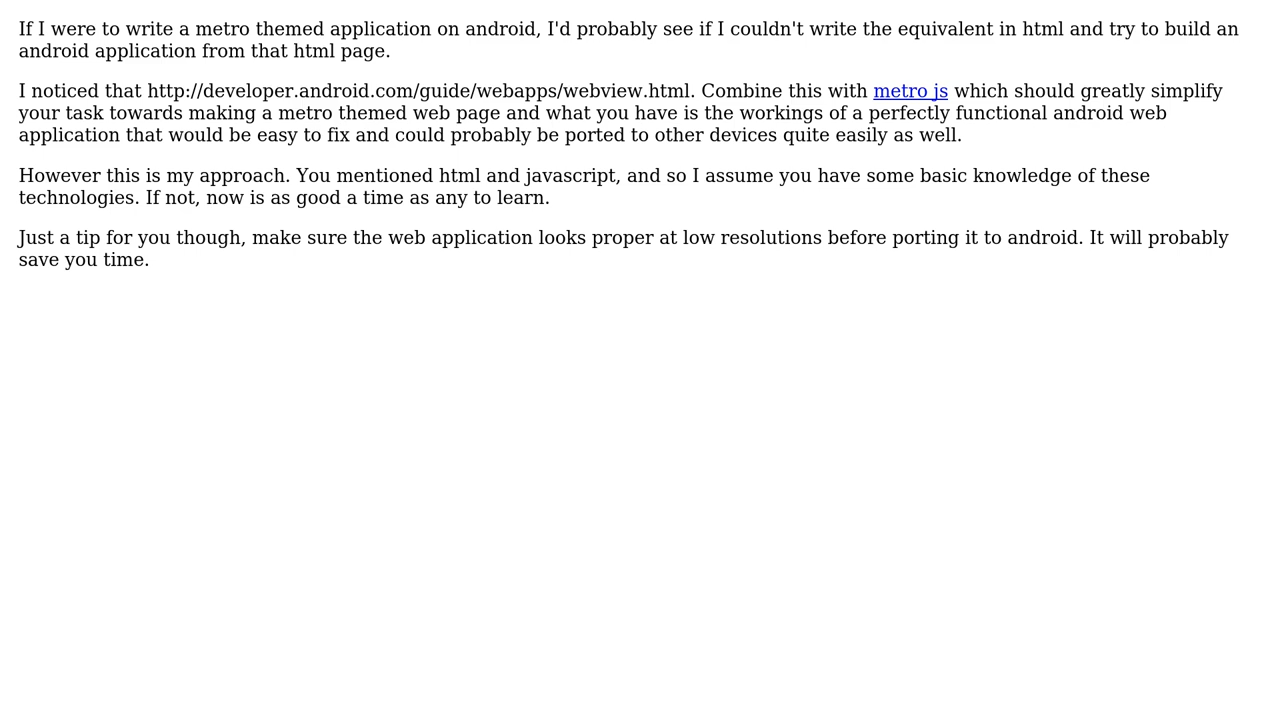 If I were to write a metro themed application on android, I'd probably see if I couldn't write the equivalent in html and try to build an
android application from that html page.
I noticed that http://developer.android.com/guide/webapps/webview.html. Combine this with metro js which should greatly simplify
your task towards making a metro themed web page and what you have is the workings of a perfectly functional android web
application that would be easy to fix and could probably be ported to other devices quite easily as well.
However this is my approach. You mentioned html and javascript, and so I assume you have some basic knowledge of these
technologies. If not, now is as good a time as any to learn.
Just a tip for you though, make sure the web application looks proper at low resolutions before porting it to android. It will probably
save you time.